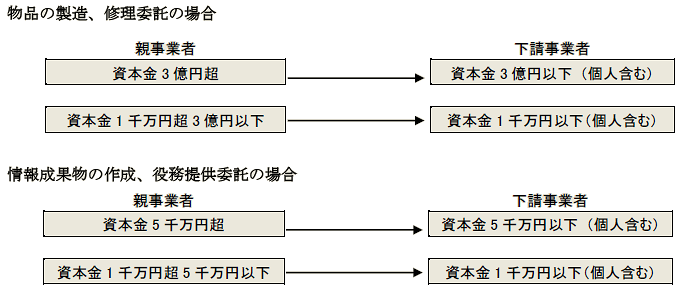 物品の製造、修理委託の場合
親事業者 下請事業者
資本金3億円超 資本金3億円以下（個人含む）
資本金1千万円超3億円以下 資本金1千万円以下(個人含む)
情報成果物の作成、役務提供委託の場合
親事業者 下請事業者
資本金5千万円超 資本金5千万円以下（個人含む）
資本金1千万円超5千万円以下 資本金1千万円以下(個人含む)